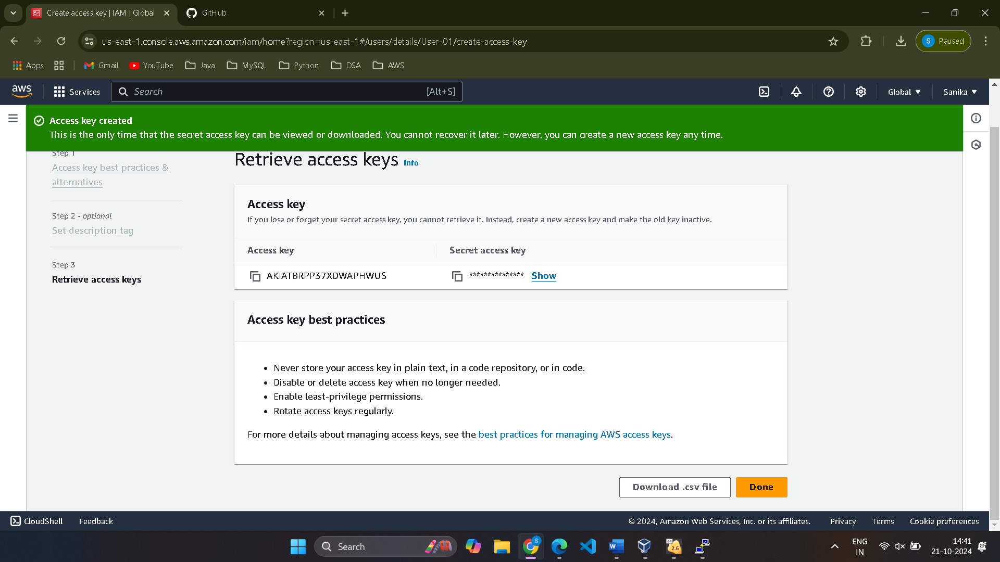 Create access key | IAM | Global
GitHub
us-east-1.console.aws.amazon.com/iam/home?region=us-east-1#/users/details/User-01/create-access-key
S Paused
Apps
Gmail
YouTube
Java
MySQL
Python
DSA
AWS
aws
Services
Search
[Alt+S]
Global
Sanika
Access key created
This is the only time that the secret access key can be viewed or downloaded. You cannot recover it later. However, you can create a new access key any time.
Step 1
Access key best practices &
alternatives
Step 2 - optional
Set description tag
Step 3
Retrieve access keys
Retrieve access keys Info
Access key
If you lose or forget your secret access key, you cannot retrieve it. Instead, create a new access key and make the old key inactive.
Access key
Secret access key
AKIATBRPP37XDWAPHWUS
*************** Show
Access key best practices
• Never store your access key in plain text, in a code repository, or in code.
• Disable or delete access key when no longer needed.
• Enable least-privilege permissions.
• Rotate access keys regularly.
For more details about managing access keys, see the best practices for managing AWS access keys.
Download .csv file
Done
CloudShell
Feedback
© 2024, Amazon Web Services, Inc. or its affiliates.
Privacy
Terms
Cookie preferences
Search
ENG
IN
14:41
21-10-2024